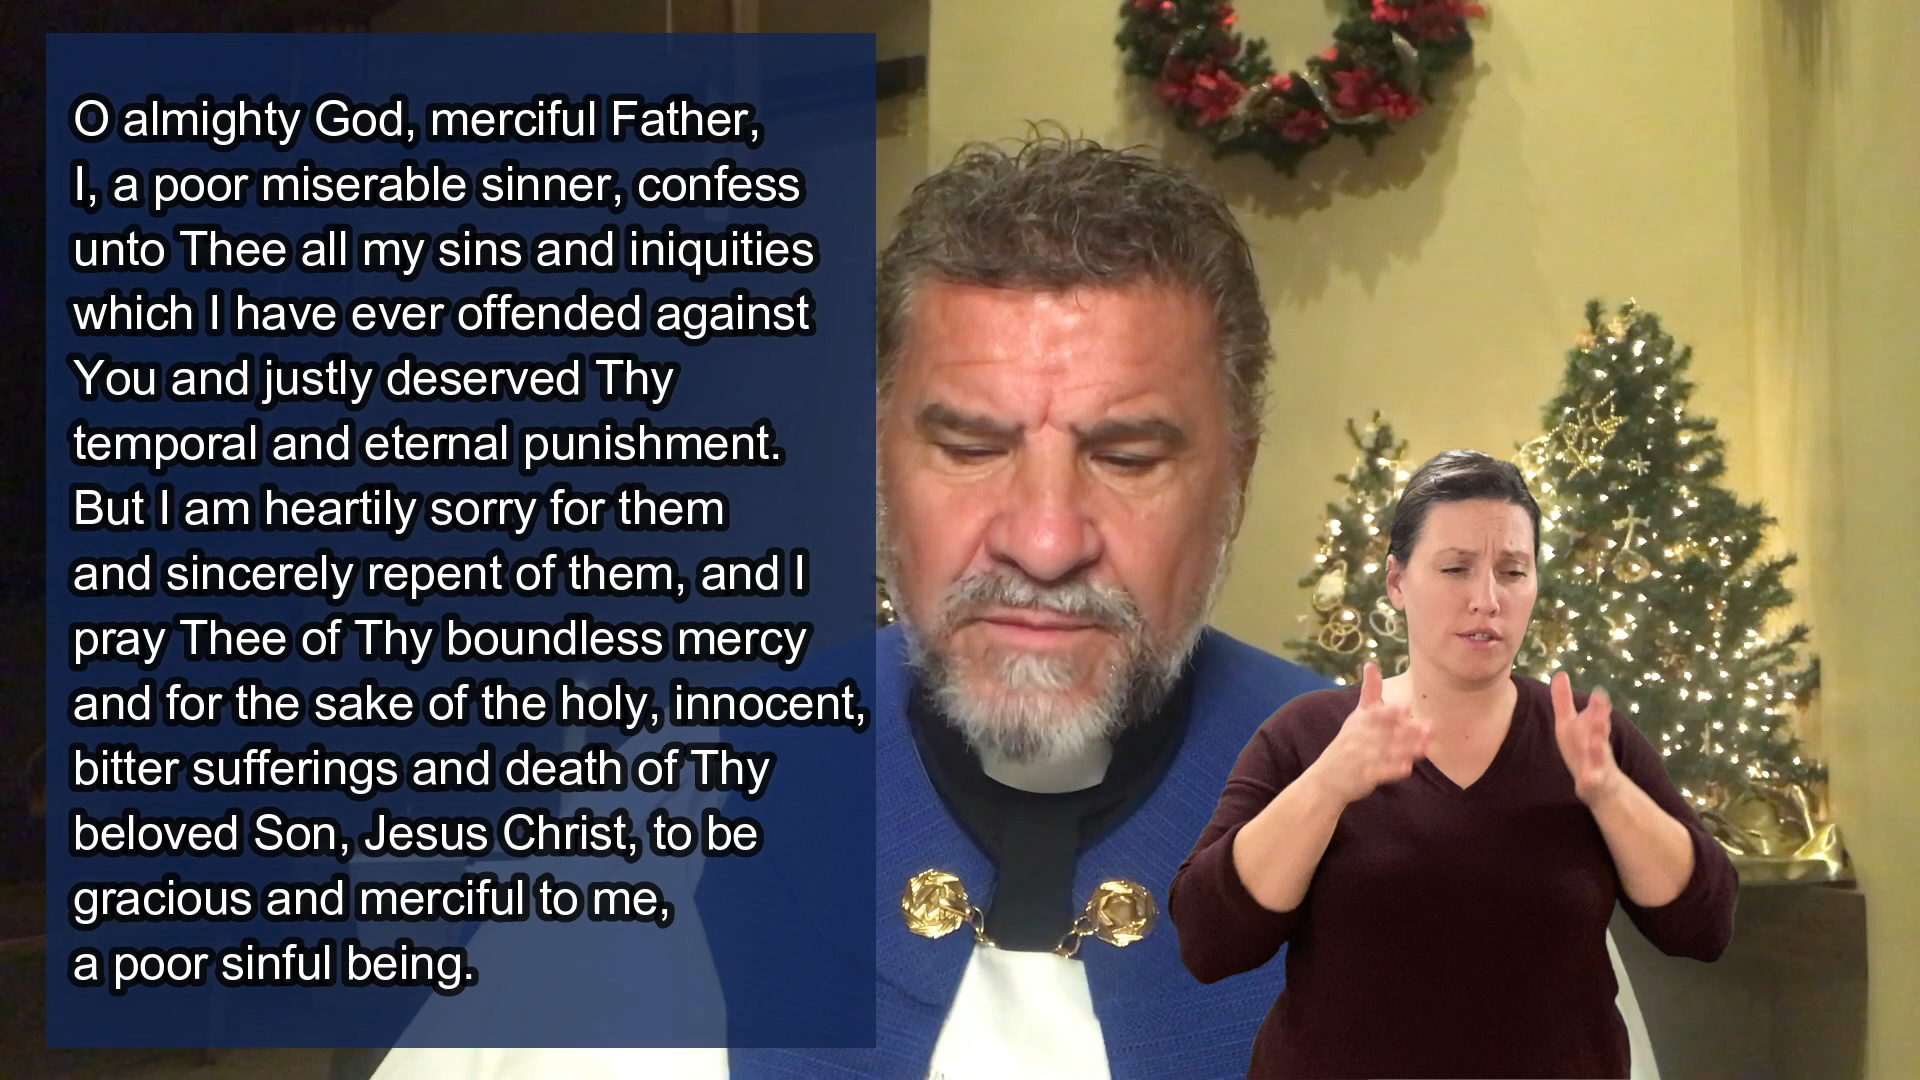 O almighty God, merciful Father,
I, a poor miserable sinner, confess
unto Thee all my sins and iniquities
which I have ever offended against
You and justly deserved Thy
temporal and eternal punishment.
But I am heartily sorry for them
and sincerely repent of them, and I
pray Thee of Thy boundless mercy
and for the sake of the holy, innocent,
bitter sufferings and death of Thy
beloved Son, Jesus Christ, to be
gracious and merciful to me,
a poor sinful being.